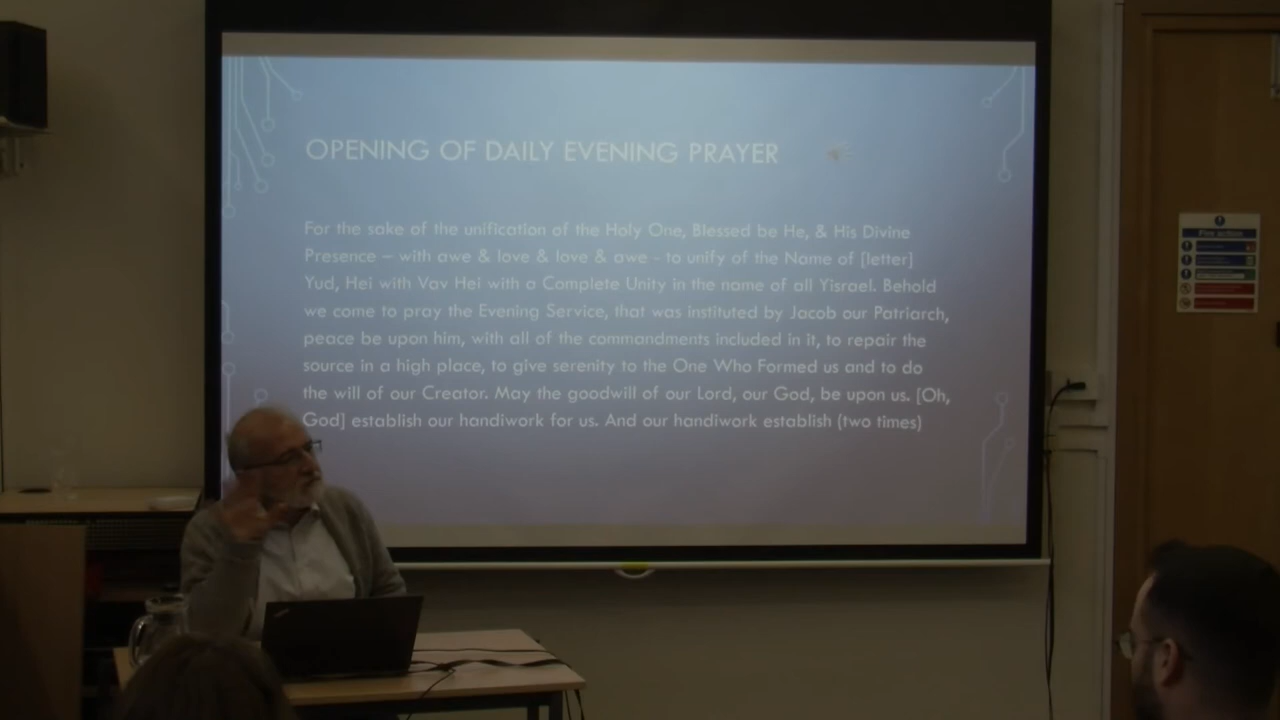 OPENING OF DAILY EVENING PRAYER
For the sake of the unification of the Holy One, Blessed be He, & His Divine
Presence – with awe & love & love & awe - to unify of the Name of [letter]
Yud, Hei with Vav Hei with a Complete Unity in the name of all Yisrael. Behold
we come to pray the Evening Service, that was instituted by Jacob our Patriarch,
peace be upon him, with all of the commandments included in it, to repair the
source in a high place, to give serenity to the One Who Formed us and to do
the will of our Creator. May the goodwill of our Lord, our God, be upon us. [Oh,
God] establish our handiwork for us. And our handiwork establish (two times)
Fire action